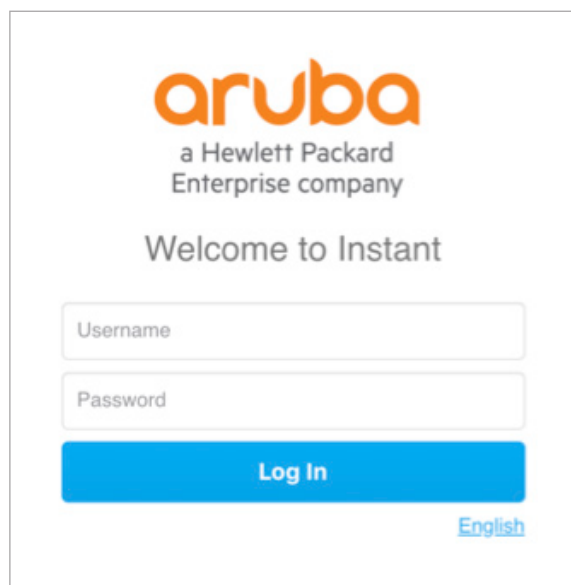 aruba
a Hewlett Packard
Enterprise company
Welcome to Instant
Username
Password
Log In
English